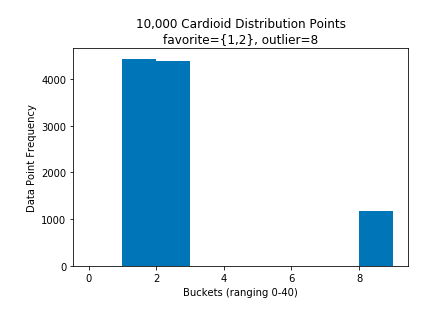 10,000 Cardioid Distribution Points
favorite={1,2}, outlier=8
4000
3000
2000
1000
0
Data Point Frequency
0 2 4 6 8
Buckets (ranging 0-40)